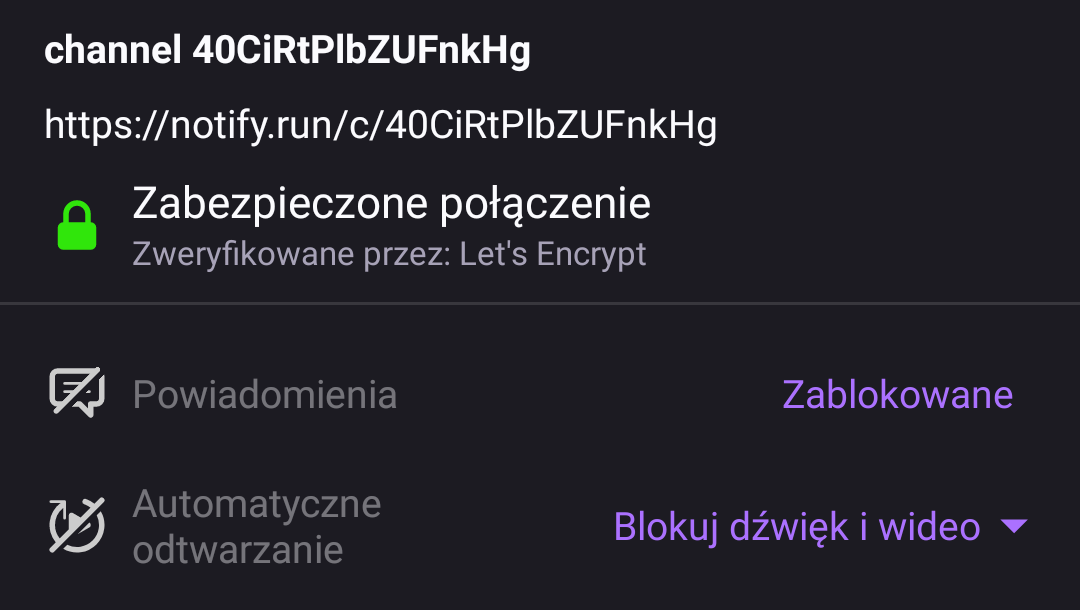 channel 40CiRtPlbZUFnkHg
https://notify.run/c/40CiRtPlbZUFnkHg
Zabezpieczone połączenie
Zweryfikowane przez: Let's Encrypt
Powiadomienia
Zablokowane
Automatyczne
odtwarzanie
Blokuj dźwięk i wideo